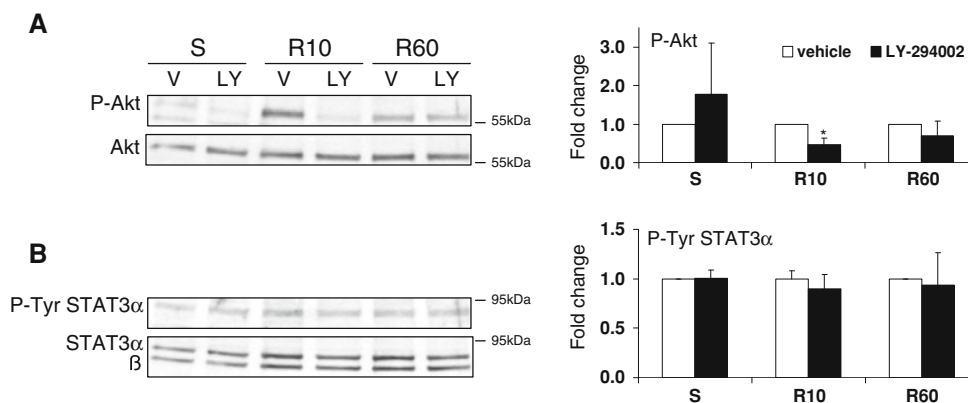 A
S R10 R60
V LY V LY V LY
P-Akt
55kDa
Akt
55kDa
P-Akt
vehicle LY-294002
Fold change
3.0
2.0
1.0
0.0
*
S R10 R60
B
P-Tyr STAT3α
95kDa
STAT3α
95kDa
ß
P-Tyr STAT3α
Fold change
1.5
1.0
0.5
0.0
S R10 R60